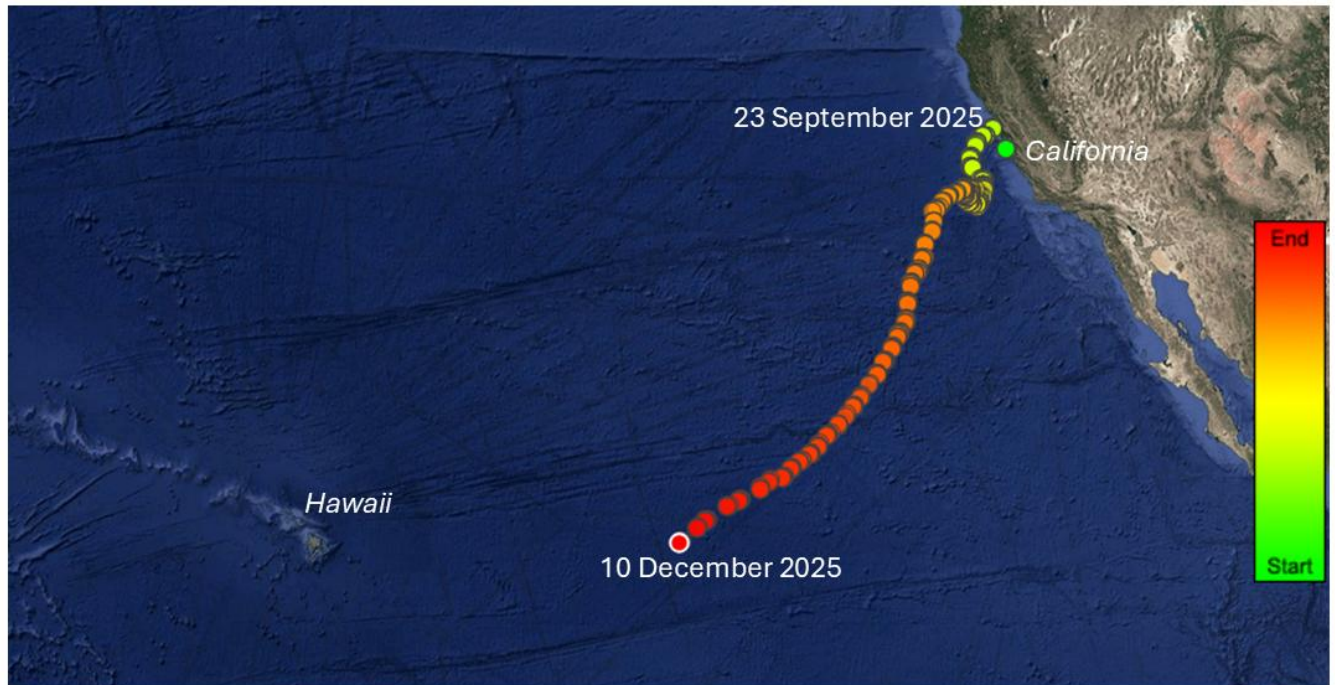 23 September 2025
California
End
Hawaii
10 December 2025
Start